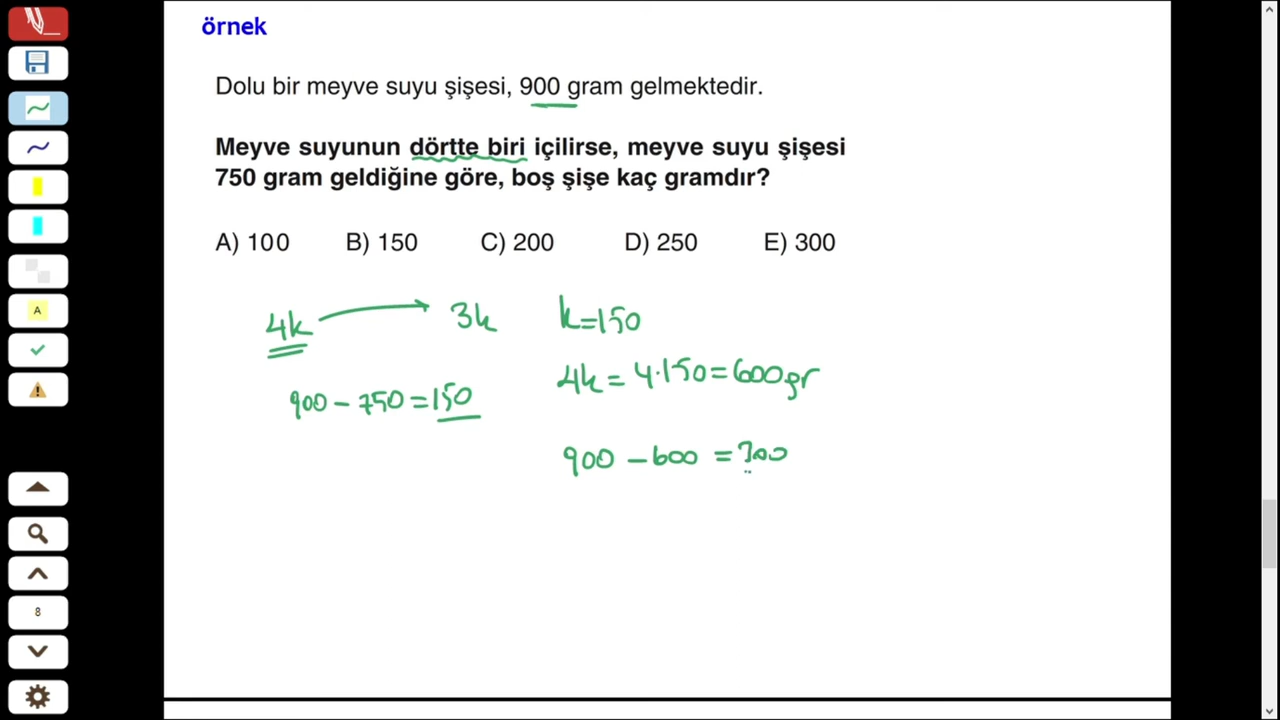 örnek
Dolu bir meyve suyu şişesi, 900 gram gelmektedir.
Meyve suyunun dörtte biri içilirse, meyve suyu şişesi
750 gram geldiğine göre, boş şişe kaç gramdır?
A) 100 B) 150 C) 200 D) 250 E) 300
4k 3k k=150
4k = 4.150=600gr
900 - 750 = 150
900 - 600 = 300
A
8